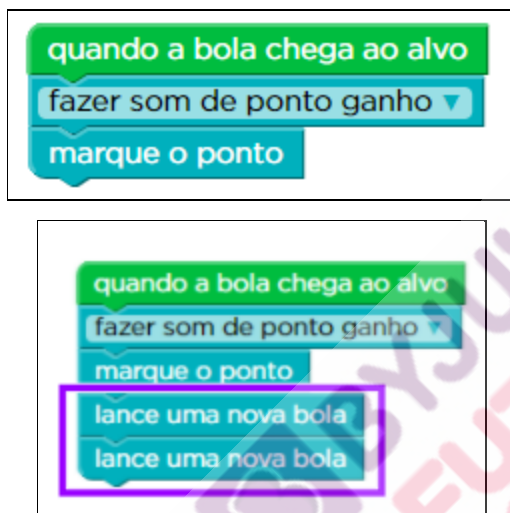 quando a bola chega ao alvo
fazer som de ponto ganho
marque o ponto
quando a bola chega ao alvo
fazer som de ponto ganho
marque o ponto
lance uma nova bola
lance uma nova bola